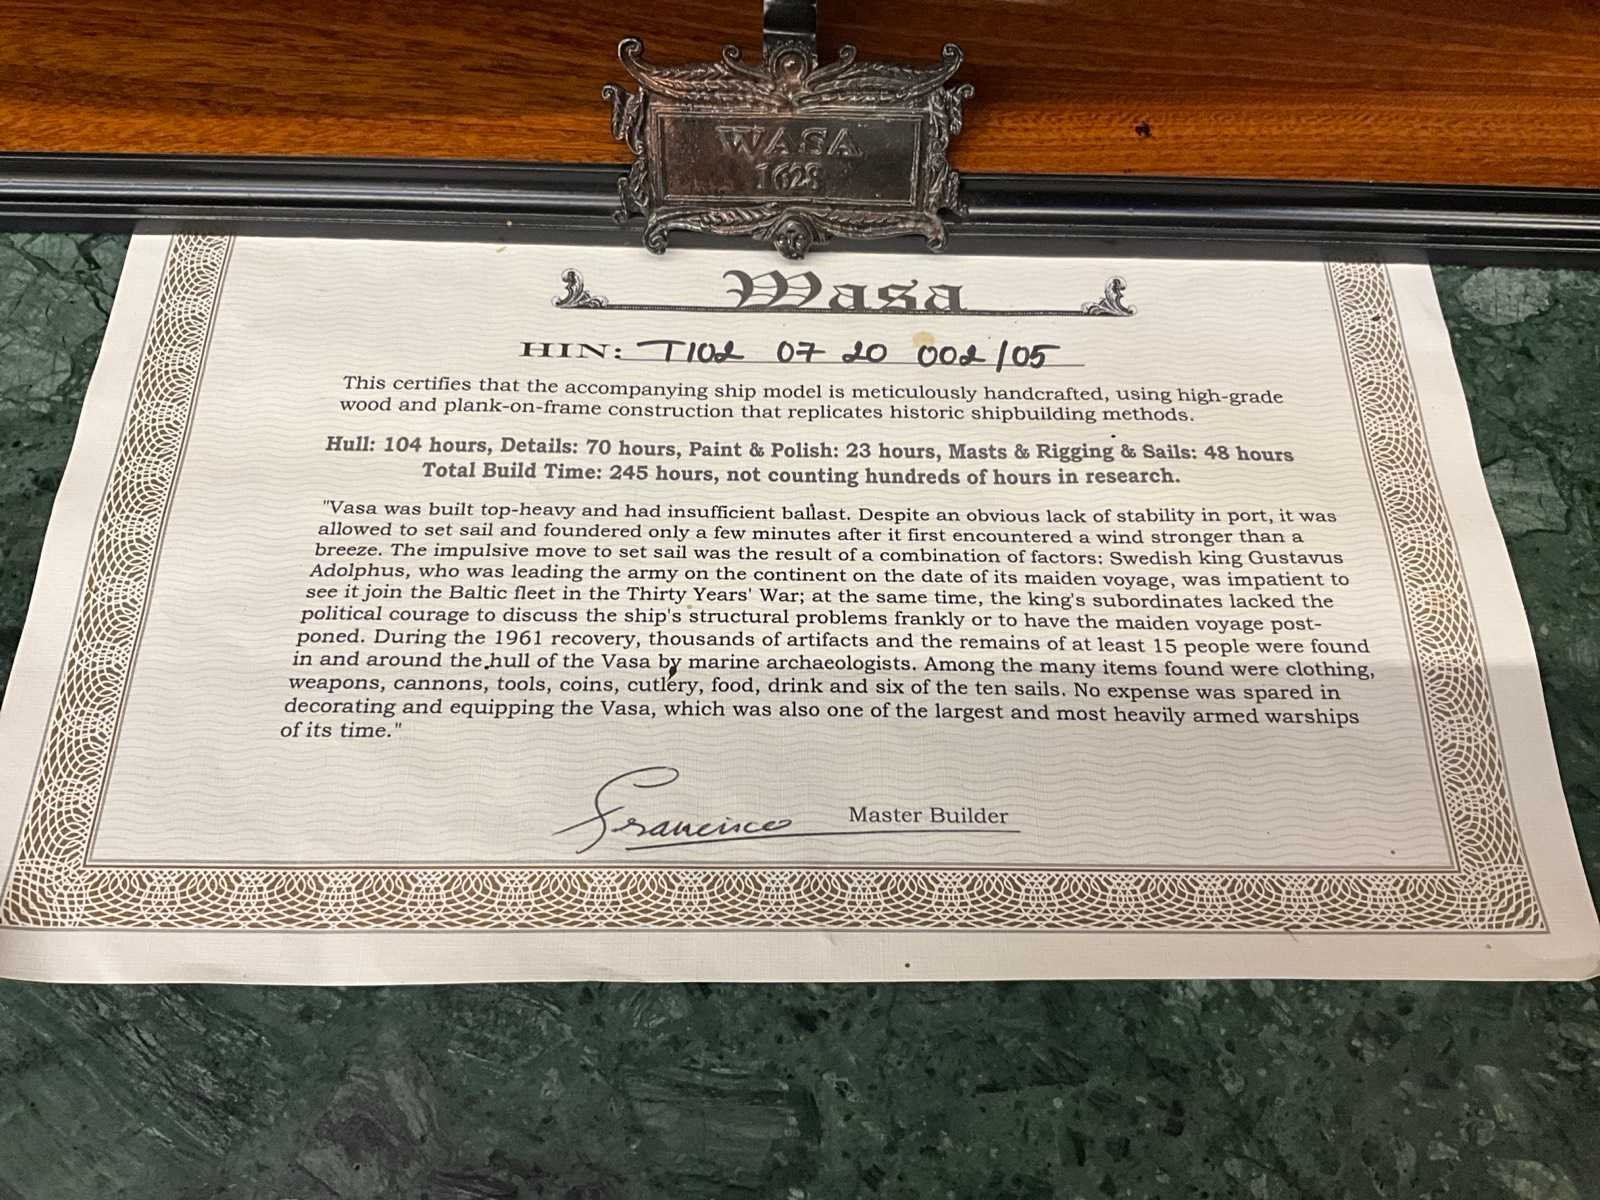 WASA
1628
Wasa
HIN: T102 07 20 002/05
This certifies that the accompanying ship model is meticulously handcrafted, using high-grade
wood and plank-on-frame construction that replicates historic shipbuilding methods.
Hull: 104 hours, Details: 70 hours, Paint & Polish: 23 hours, Masts & Rigging & Sails: 48 hours
Total Build Time: 245 hours, not counting hundreds of hours in research.
"Vasa was built top-heavy and had insufficient ballast. Despite an obvious lack of stability in port, it was
allowed to set sail and foundered only a few minutes after it first encountered a wind stronger than a
breeze. The impulsive move to set sail was the result of a combination of factors: Swedish king Gustavus
Adolphus, who was leading the army on the continent on the date of its maiden voyage, was impatient to
see it join the Baltic fleet in the Thirty Years' War; at the same time, the king's subordinates lacked the
political courage to discuss the ship's structural problems frankly or to have the maiden voyage post-
poned. During the 1961 recovery, thousands of artifacts and the remains of at least 15 people were found
in and around the hull of the Vasa by marine archaeologists. Among the many items found were clothing,
weapons, cannons, tools, coins, cutlery, food, drink and six of the ten sails. No expense was spared in
decorating and equipping the Vasa, which was also one of the largest and most heavily armed warships
of its time."
Francisco Master Builder